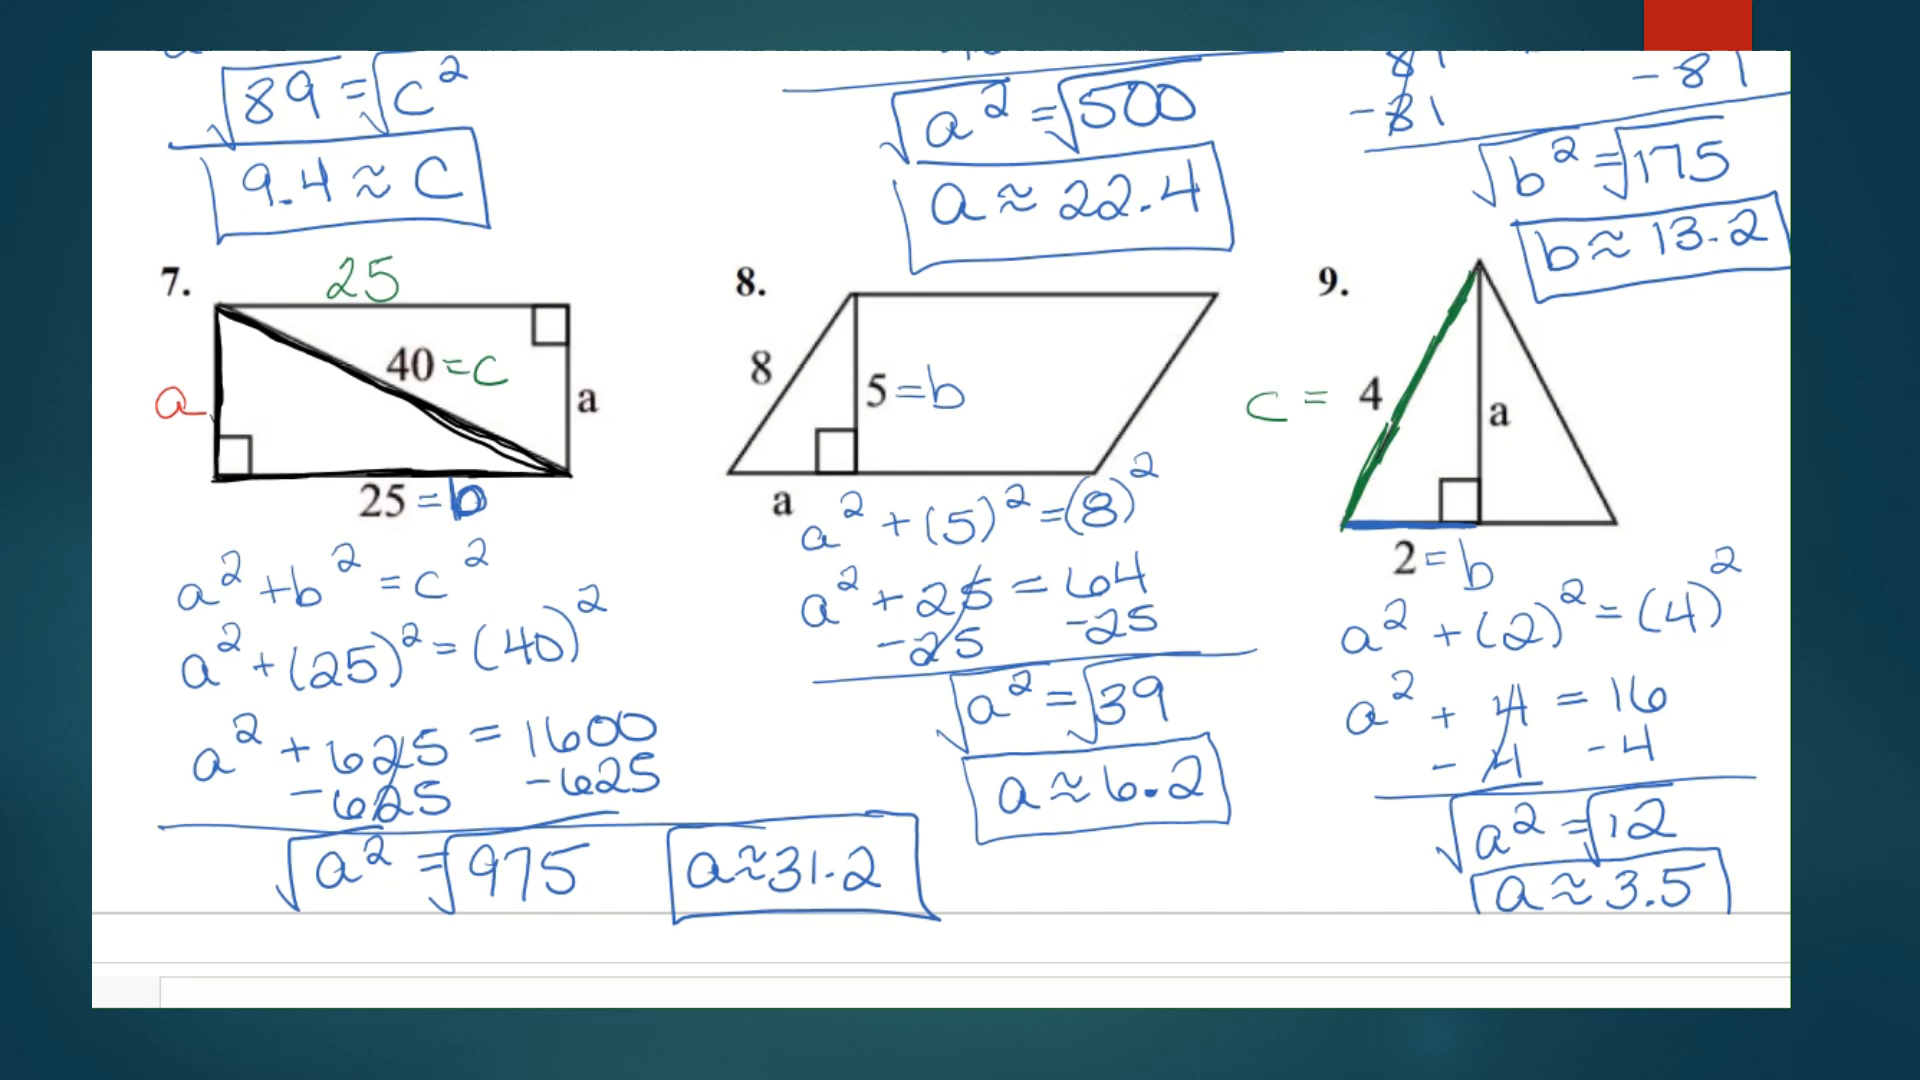 √89 = √c²
9.4 ≈ c
√a² = √500
a ≈ 22.4
81
-81 -81
√b² = √175
b ≈ 13.2
7.
25
40 = c
a
a
25 = b
a² + b² = c²
a² + (25)² = (40)²
a² + 625 = 1600
-625 -625
√a² = √975 a ≈ 31.2
8.
8
5 = b
a
a² + (5)² = (8)²
a² + 25 = 64
-25 -25
√a² = √39
a ≈ 6.2
9.
c = 4
a
2 = b
a² + (2)² = (4)²
a² + 4 = 16
-4 -4
√a² = √12
a ≈ 3.5